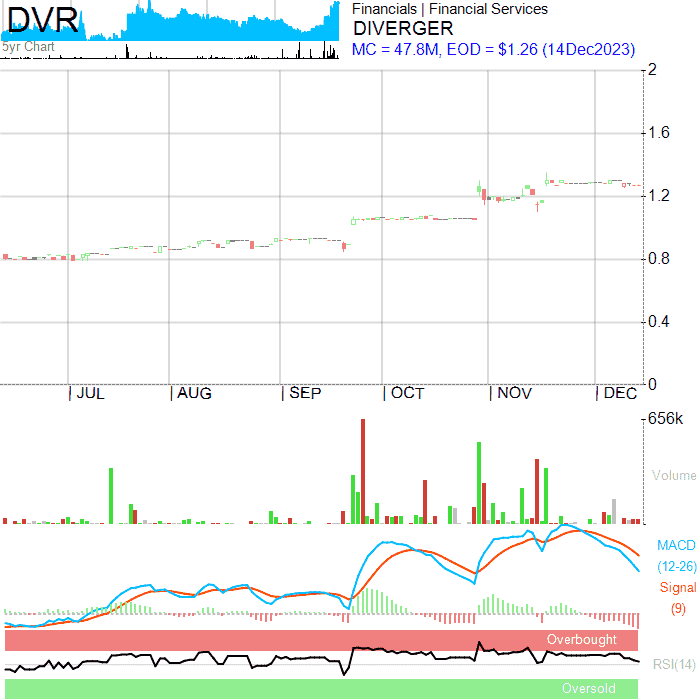 DVR
5yr Chart
Financials | Financial Services
DIVERGER
MC = 47.8M, EOD = $1.26 (14Dec2023)
2
1.6
1.2
0.8
0.4
0
JUL AUG SEP OCT NOV DEC
656k
Volume
MACD
(12-26)
Signal
(9)
Overbought
RSI(14)
Oversold